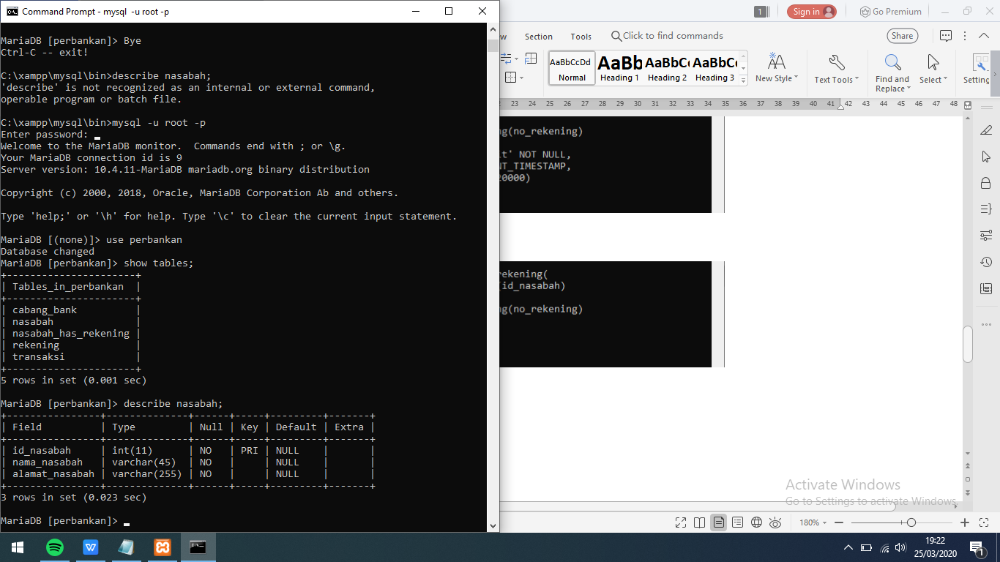 Command Prompt - mysql -u root -p
MariaDB [perbankan]> Bye
Ctrl-C -- exit!
C:\xampp\mysql\bin>describe nasabah;
'describe' is not recognized as an internal or external command,
operable program or batch file.
C:\xampp\mysql\bin>mysql -u root -p
Enter password:
Welcome to the MariaDB monitor.  Commands end with ; or \g.
Your MariaDB connection id is 9
Server version: 10.4.11-MariaDB mariadb.org binary distribution
Copyright (c) 2000, 2018, Oracle, MariaDB Corporation Ab and others.
Type 'help;' or '\h' for help. Type '\c' to clear the current input statement.
MariaDB [(none)]> use perbankan
Database changed
MariaDB [perbankan]> show tables;
+----------------------+
| Tables_in_perbankan  |
+----------------------+
| cabang_bank          |
| nasabah              |
| nasabah_has_rekening |
| rekening             |
| transaksi            |
+----------------------+
5 rows in set (0.001 sec)
MariaDB [perbankan]> describe nasabah;
+----------------+--------------+------+-----+---------+-------+
| Field          | Type         | Null | Key | Default | Extra |
+----------------+--------------+------+-----+---------+-------+
| id_nasabah     | int(11)      | NO   | PRI | NULL    |       |
| nama_nasabah   | varchar(45)  | NO   |     | NULL    |       |
| alamat_nasabah | varchar(255) | NO   |     | NULL    |       |
+----------------+--------------+------+-----+---------+-------+
3 rows in set (0.023 sec)
MariaDB [perbankan]>
1 Sign in Go Premium
w Section Tools Click to find commands Share
AaBbCcDd AaBb AaBbC AaBbC
Normal Heading 1 Heading 2 Heading 3 New Style Text Tools Find and Replace Select Setting
23 24 25 26 27 28 29 30 31 32 33 34 35 36 37 38 39 40 41 42 43 44 45 46 47 48
ng(no_rekening)
it' NOT NULL,
NT_TIMESTAMP,
20000)
rekening(
(id_nasabah)
ng(no_rekening)
Activate Windows
Go to Settings to activate Windows.
180%
19:22
25/03/2020
1